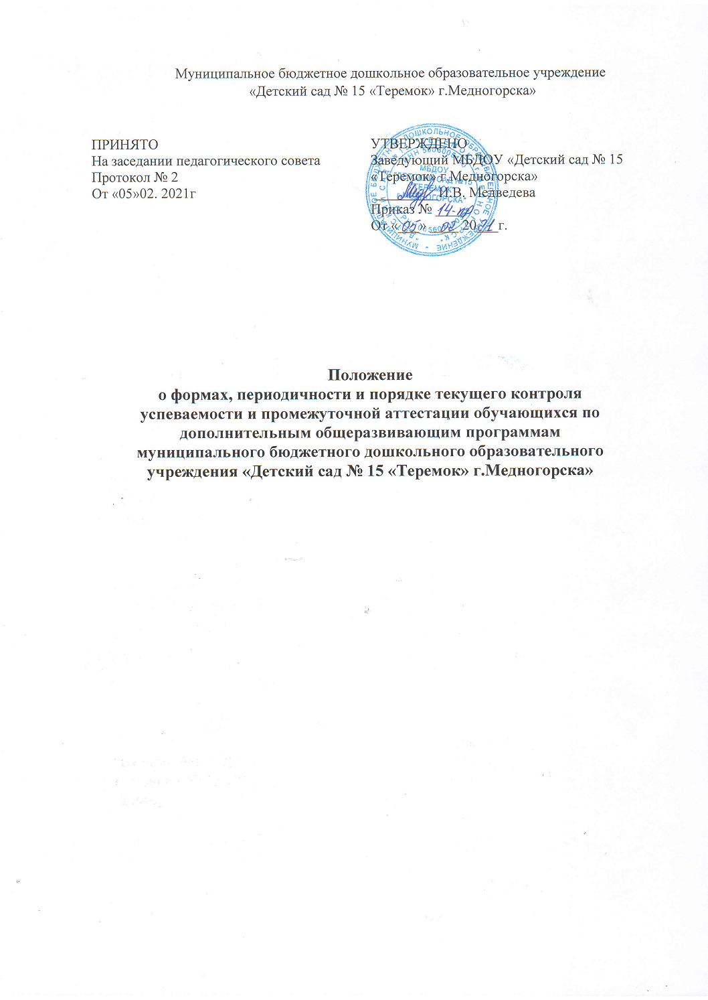 Муниципальное бюджетное дошкольное образовательное учреждение
«Детский сад № 15 «Теремок» г.Медногорска»
ПРИНЯТО
На заседании педагогического совета
Протокол № 2
От «05»02. 2021г
УТВЕРЖДЕНО
Заведующий МБДОУ «Детский сад № 15
«Теремок» г.Медногорска»
И.В. Медведева
Приказ № 14-пр
От «05» 02 2021г.
МБДОУ
Положение
о формах, периодичности и порядке текущего контроля
успеваемости и промежуточной аттестации обучающихся по
дополнительным общеразвивающим программам
муниципального бюджетного дошкольного образовательного
учреждения «Детский сад № 15 «Теремок» г.Медногорска»